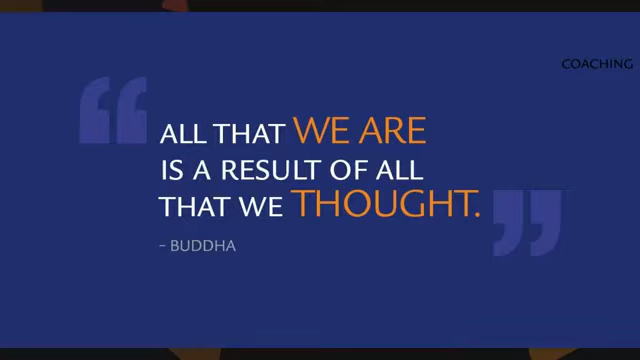 COACHING
ALL THAT WE ARE
IS A RESULT OF ALL
THAT WE THOUGHT.
– BUDDHA